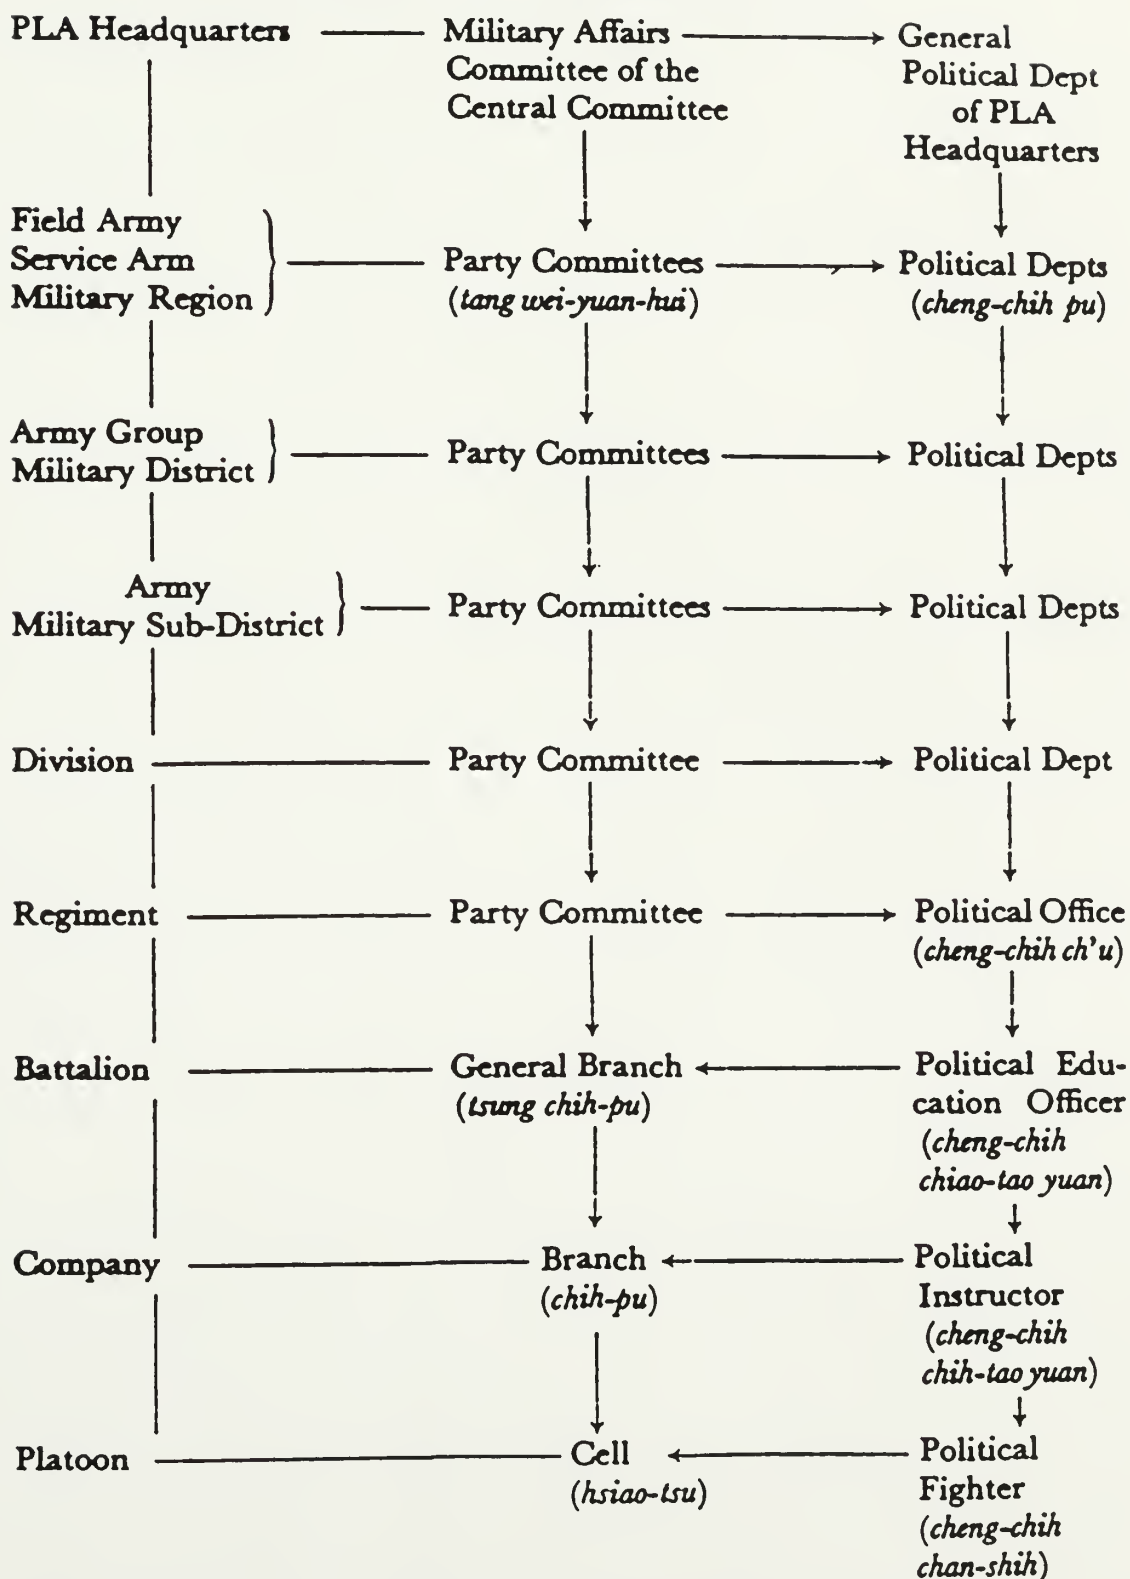 PLA Headquarters
Military Affairs
Committee of the
Central Committee
General
Political Dept
of PLA
Headquarters
Field Army
Service Arm
Military Region
Party Committees
(tang wei-yuan-hui)
Political Depts
(cheng-chih pu)
Army Group
Military District
Party Committees
Political Depts
Army
Military Sub-District
Party Committees
Political Depts
Division
Party Committee
Political Dept
Regiment
Party Committee
Political Office
(cheng-chih ch'u)
Battalion
General Branch
(tsung chih-pu)
Political Edu-
cation Officer
(cheng-chih
chiao-tao yuan)
Company
Branch
(chih-pu)
Political
Instructor
(cheng-chih
chih-tao yuan)
Platoon
Cell
(hsiao-tsu)
Political
Fighter
(cheng-chih
chan-shih)